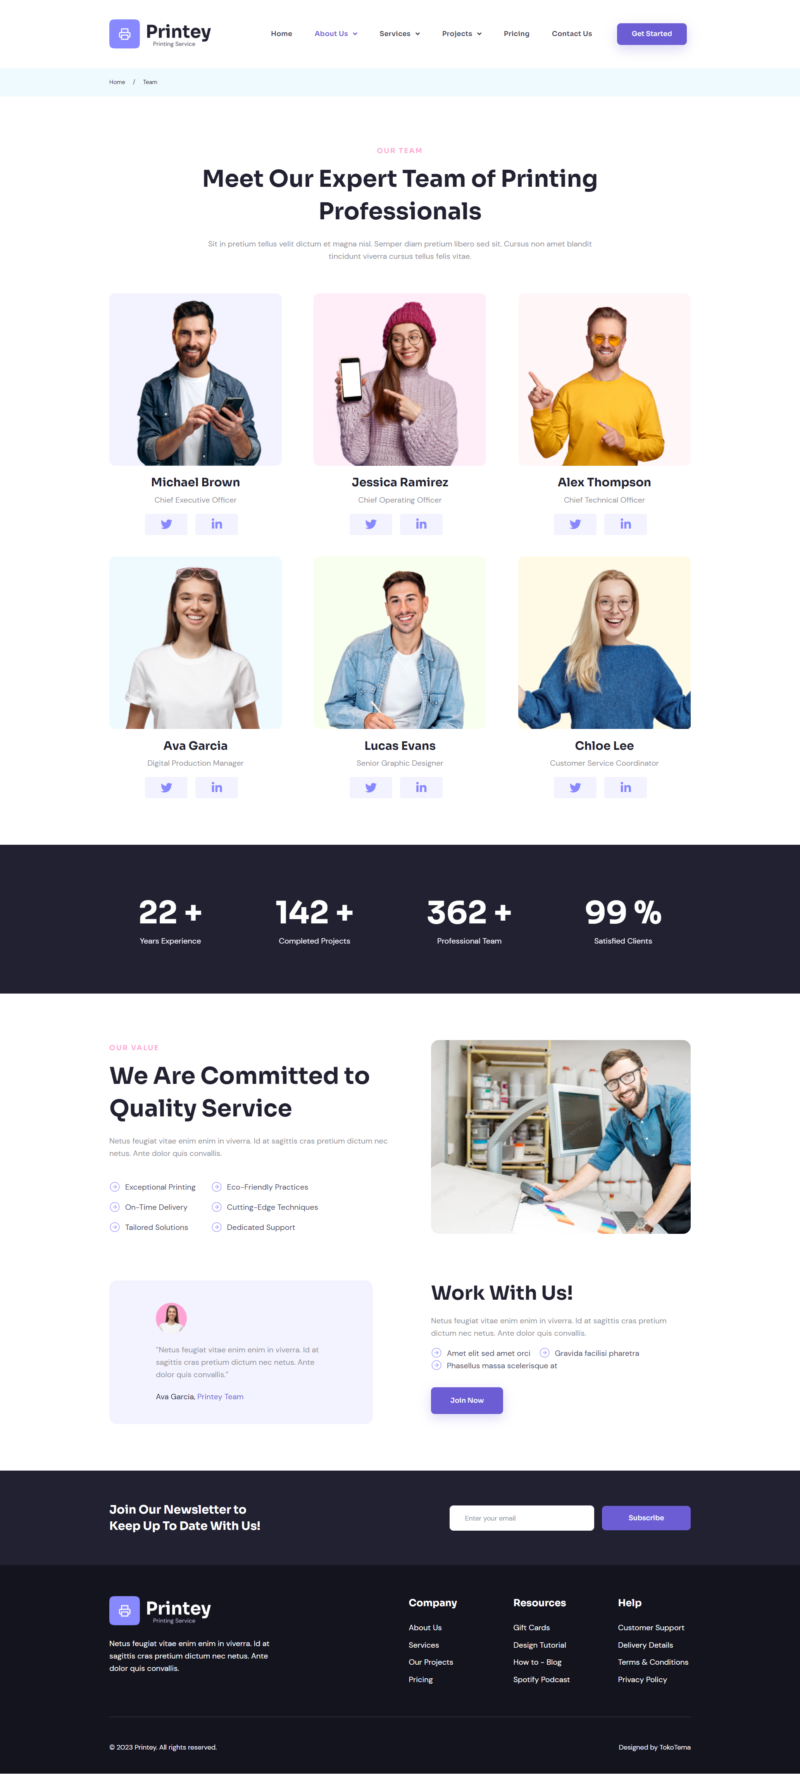 Printey
Printing Service
Home
About Us
Services
Projects
Pricing
Contact Us
Get Started
Home / Team
OUR TEAM
Meet Our Expert Team of Printing
Professionals
Sit in pretium tellus velit dictum et magna nisl. Semper diam pretium libero sed sit. Cursus non amet blandit
tincidunt viverra cursus tellus felis vitae.
Michael Brown
Chief Executive Officer
Jessica Ramirez
Chief Operating Officer
Alex Thompson
Chief Technical Officer
Ava Garcia
Digital Production Manager
Lucas Evans
Senior Graphic Designer
Chloe Lee
Customer Service Coordinator
22 +
Years Experience
142 +
Completed Projects
362 +
Professional Team
99 %
Satisfied Clients
OUR VALUE
We Are Committed to
Quality Service
Netus feugiat vitae enim enim in viverra. Id at sagittis cras pretium dictum nec
netus. Ante dolor quis convallis.
Exceptional Printing
On-Time Delivery
Tailored Solutions
Eco-Friendly Practices
Cutting-Edge Techniques
Dedicated Support
"Netus feugiat vitae enim enim in viverra. Id at
sagittis cras pretium dictum nec netus. Ante
dolor quis convallis."
Ava Garcia, Printey Team
Work With Us!
Netus feugiat vitae enim enim in viverra. Id at sagittis cras pretium
dictum nec netus. Ante dolor quis convallis.
Amet elit sed amet orci
Gravida facilisi pharetra
Phasellus massa scelerisque at
Join Now
Join Our Newsletter to
Keep Up To Date With Us!
Enter your email
Subscribe
Printey
Printing Service
Netus feugiat vitae enim enim in viverra. Id at
sagittis cras pretium dictum nec netus. Ante
dolor quis convallis.
Company
About Us
Services
Our Projects
Pricing
Resources
Gift Cards
Design Tutorial
How to - Blog
Spotify Podcast
Help
Customer Support
Delivery Details
Terms & Conditions
Privacy Policy
© 2023 Printey. All rights reserved.
Designed by TokoTema